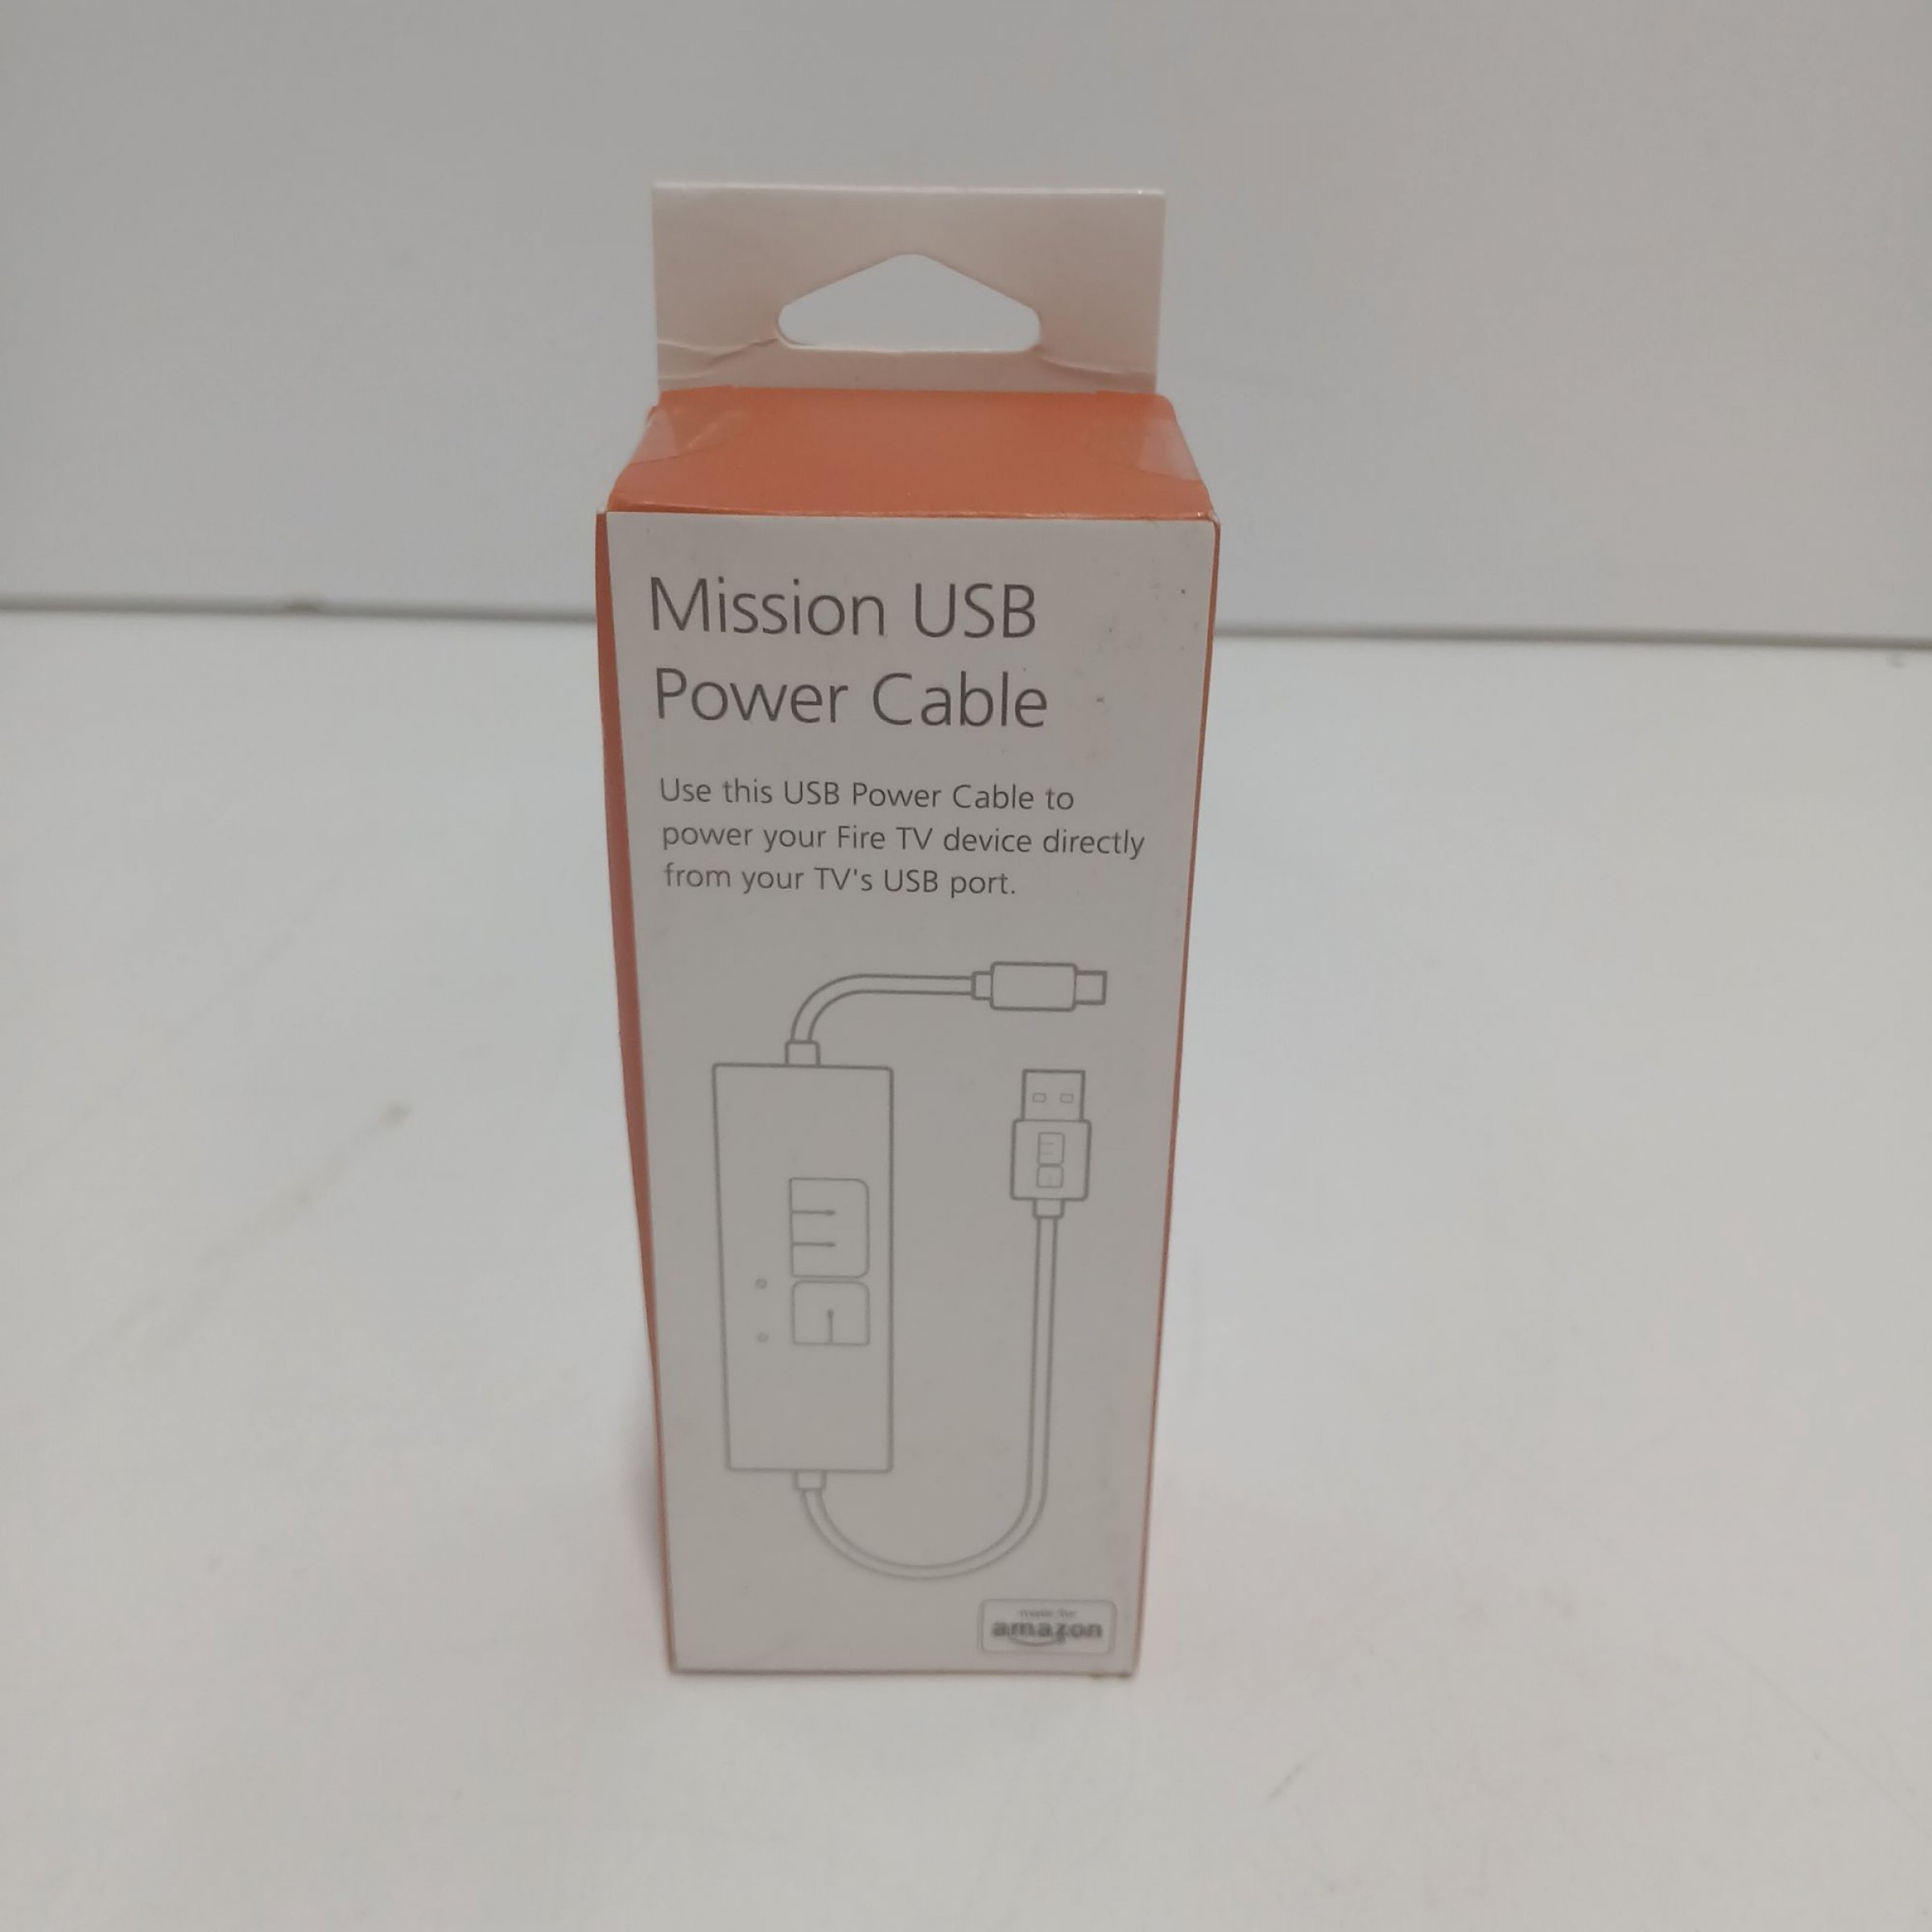 Mission USB
Power Cable
Use this USB Power Cable to
power your Fire TV device directly
from your TV's USB port.
made for
amazon